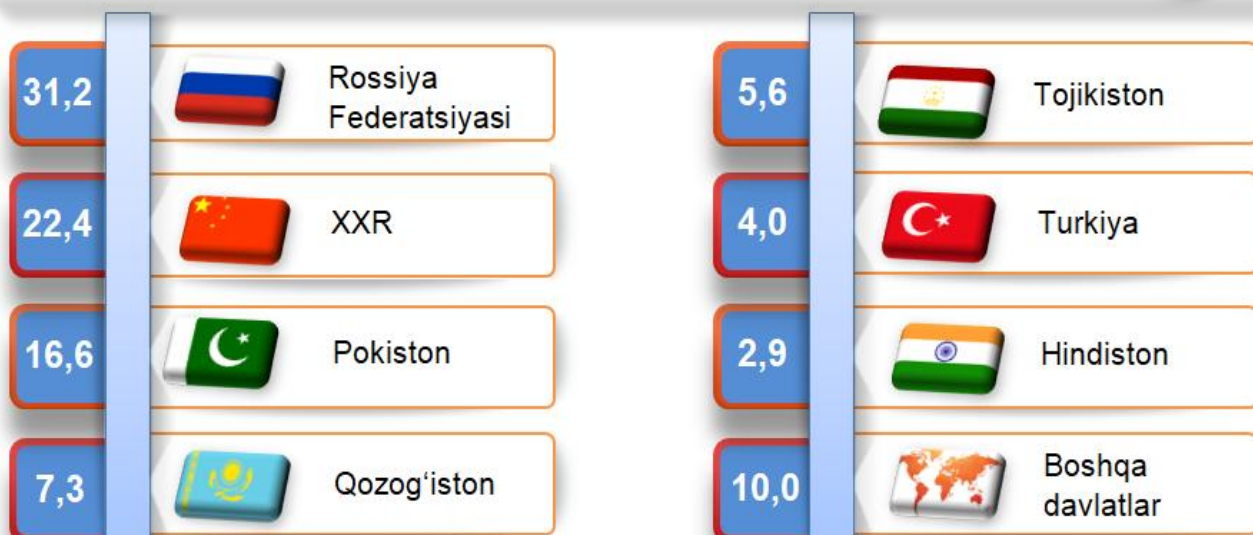 31,2
Rossiya
Federatsiyasi
22,4
XXR
16,6
Pokiston
7,3
Qozog‘iston
5,6
Tojikiston
4,0
Turkiya
2,9
Hindiston
10,0
Boshqa
davlatlar